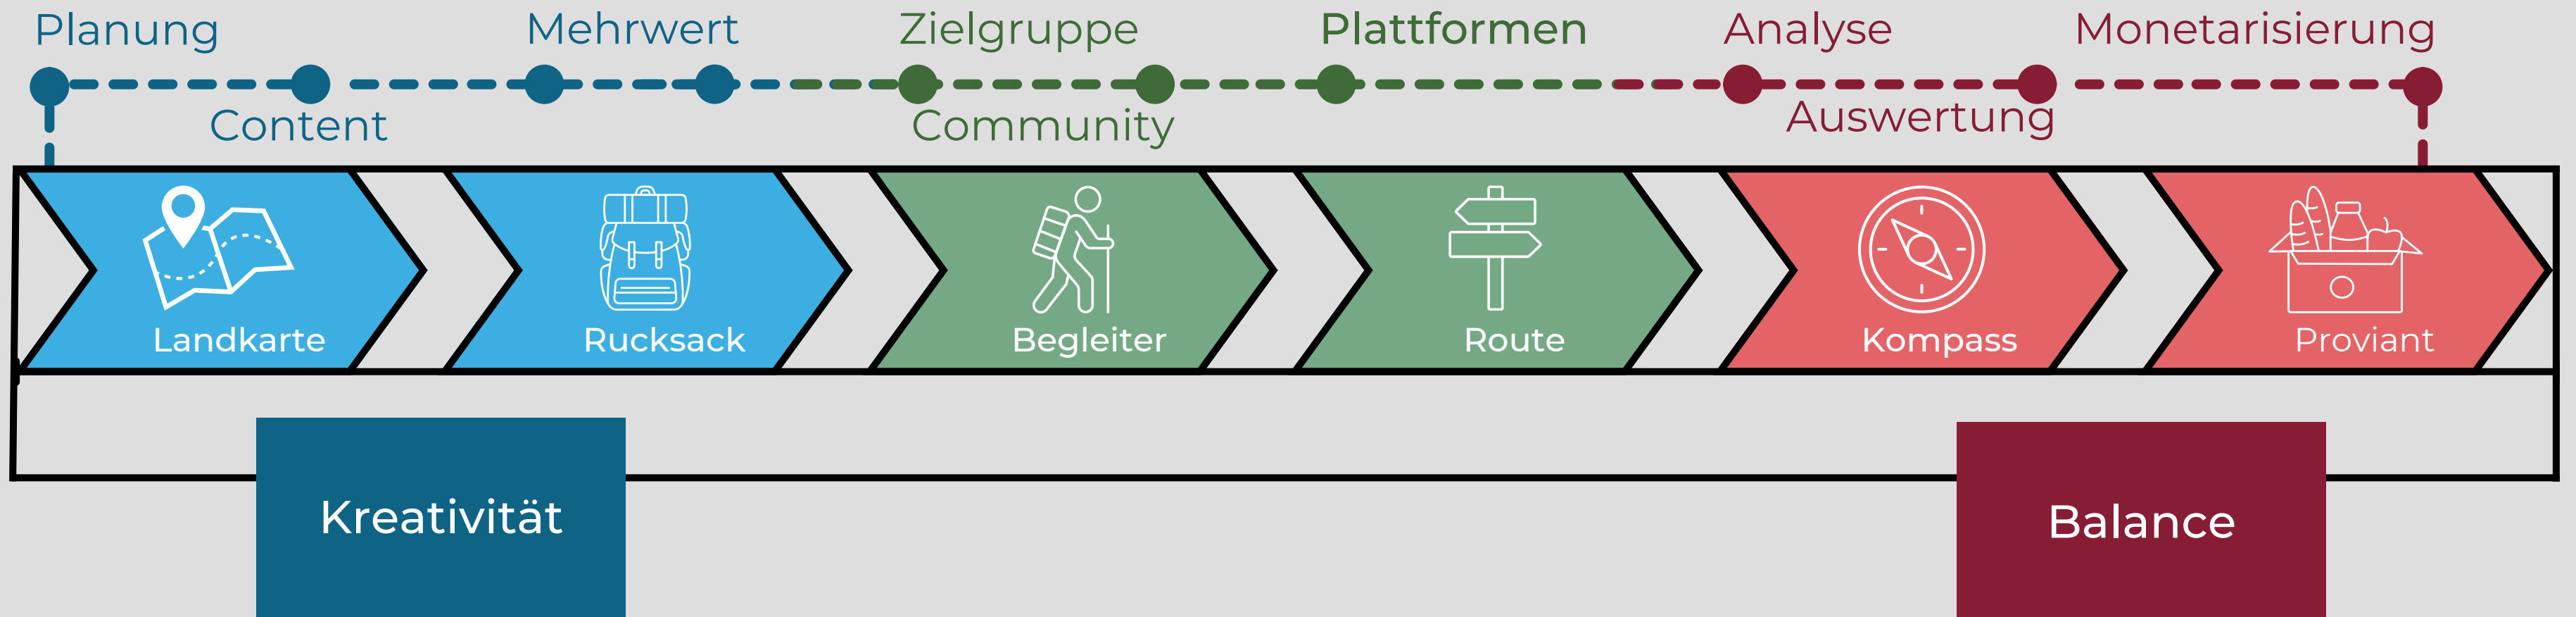 Planung
Mehrwert
Zielgruppe
Plattformen
Analyse
Monetarisierung
Content
Community
Auswertung
Landkarte
Rucksack
Begleiter
Route
Kompass
Proviant
Kreativität
Balance